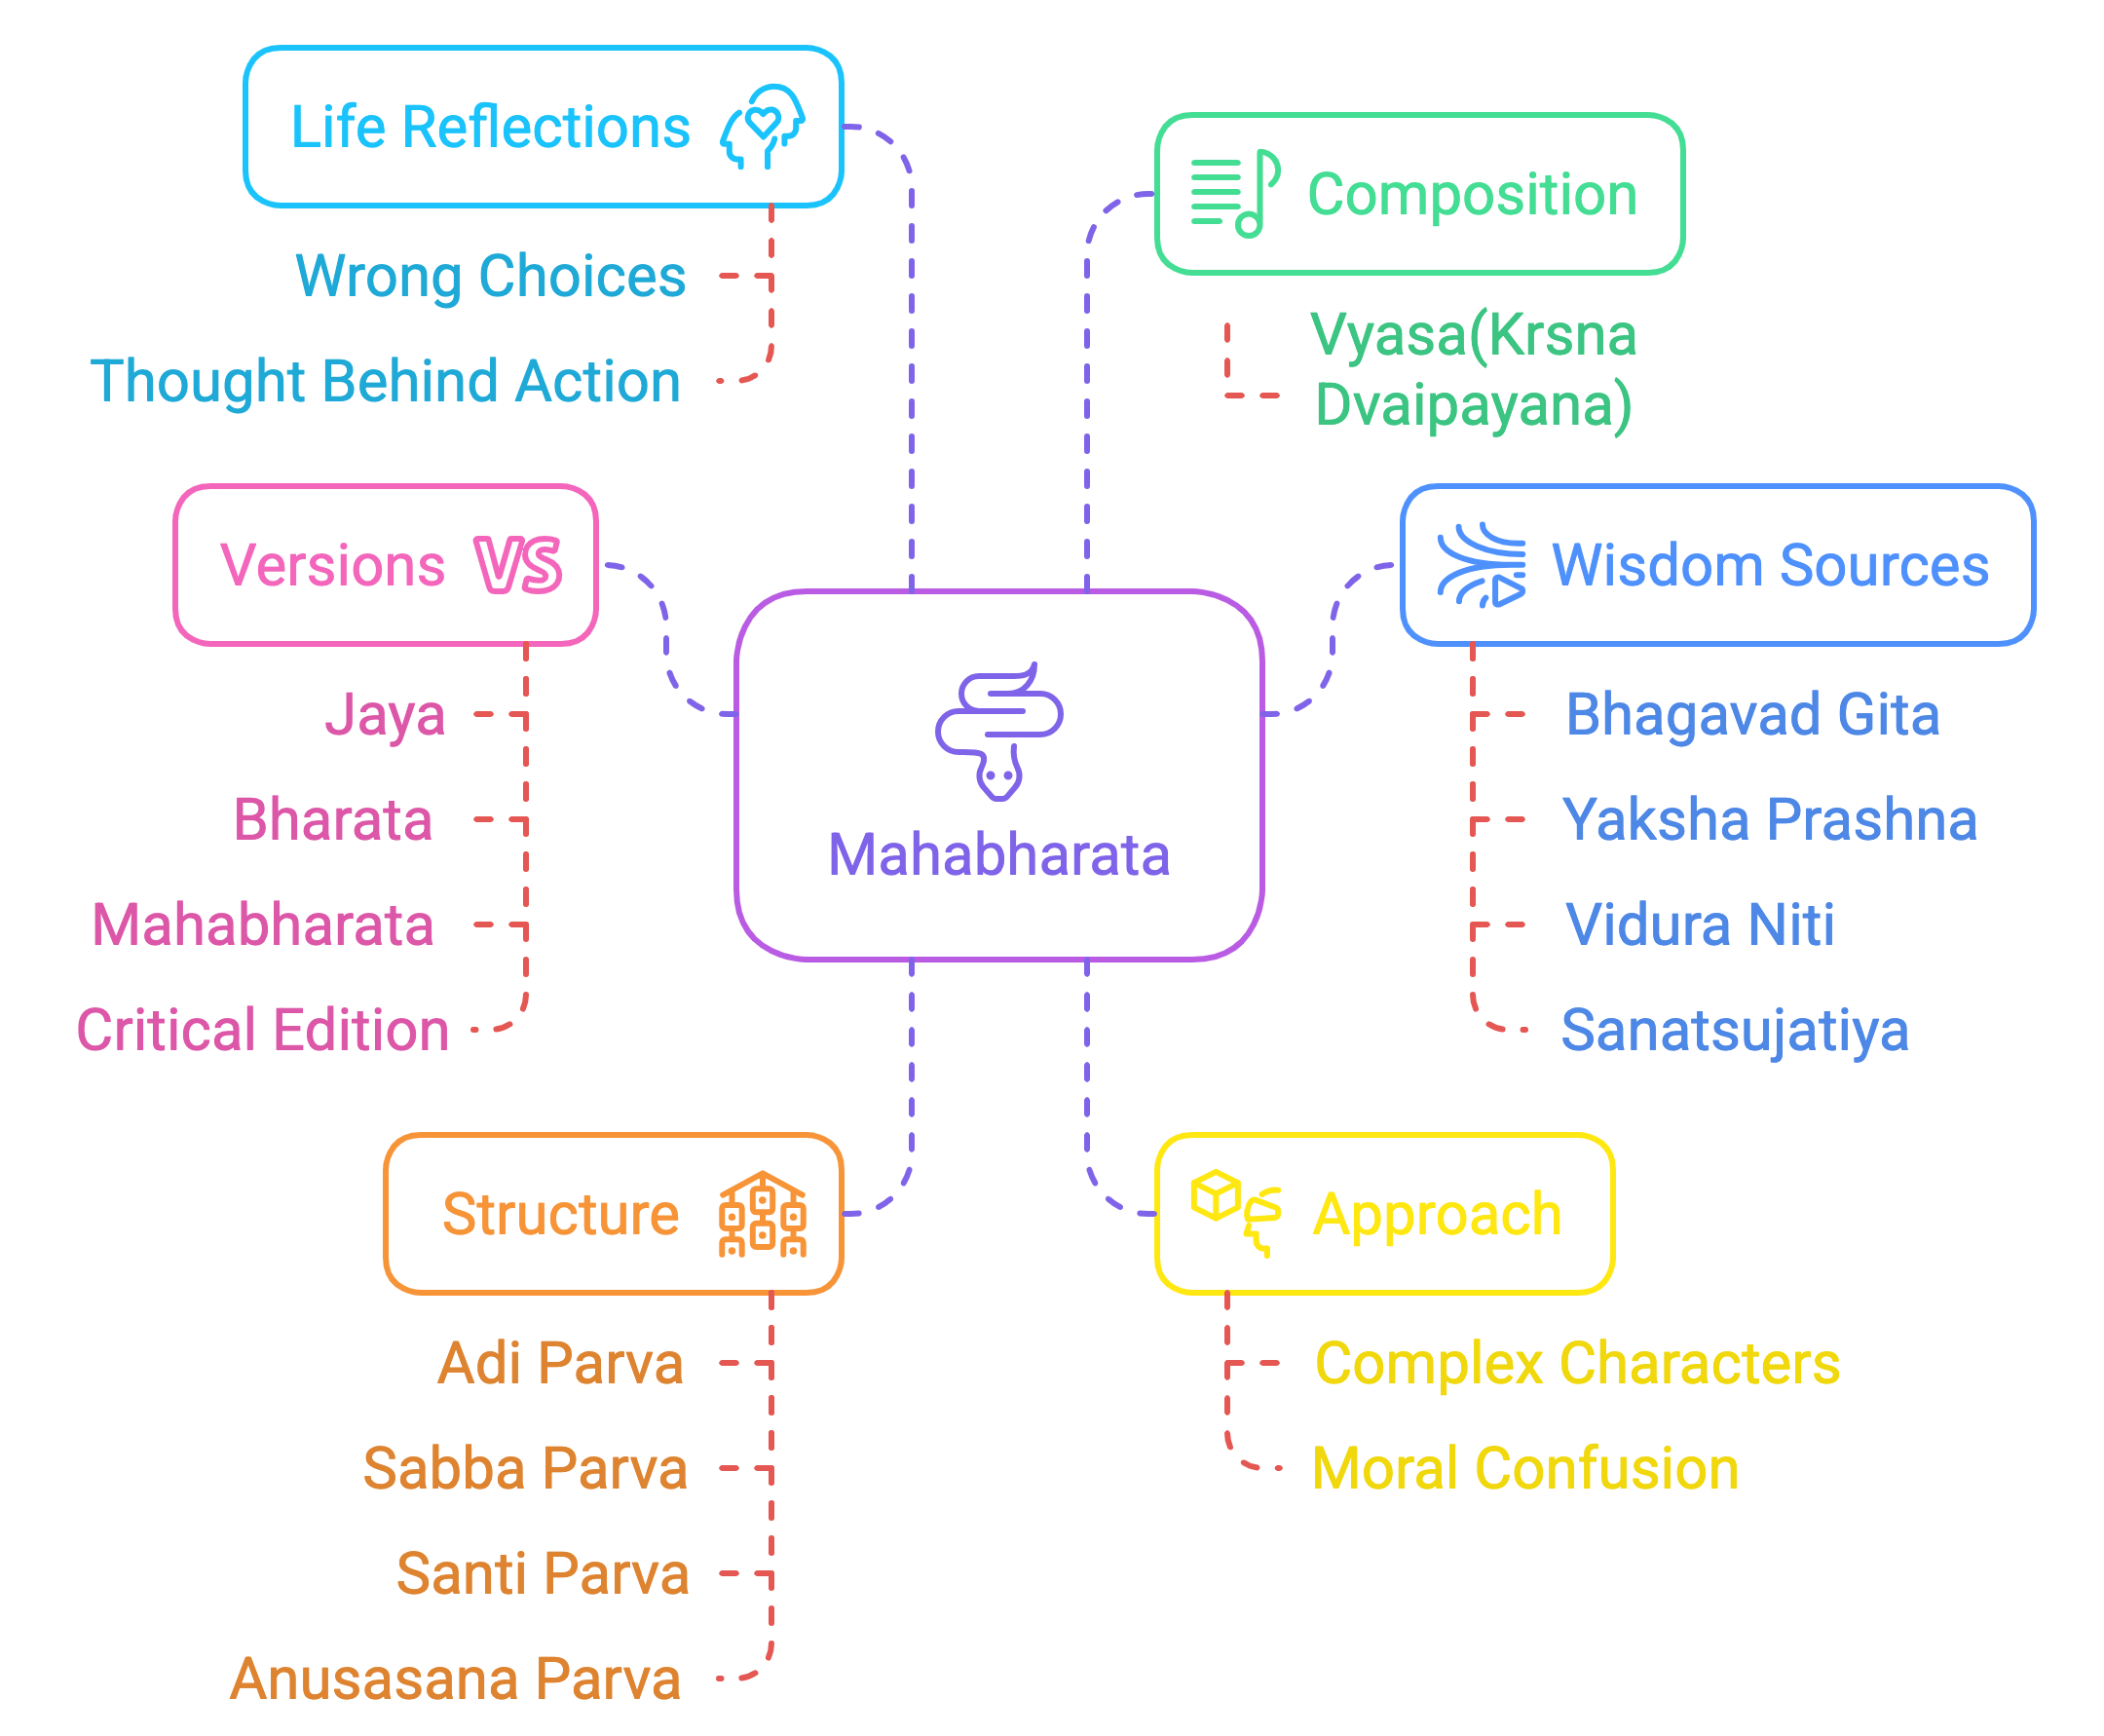 Life Reflections
Wrong Choices
Thought Behind Action
Composition
Vyasa(Krsna
Dvaipayana)
Versions VS
Jaya
Bharata
Mahabharata
Critical Edition
Mahabharata
Wisdom Sources
Bhagavad Gita
Yaksha Prashna
Vidura Niti
Sanatsujatiya
Structure
Adi Parva
Sabba Parva
Santi Parva
Anusasana Parva
Approach
Complex Characters
Moral Confusion